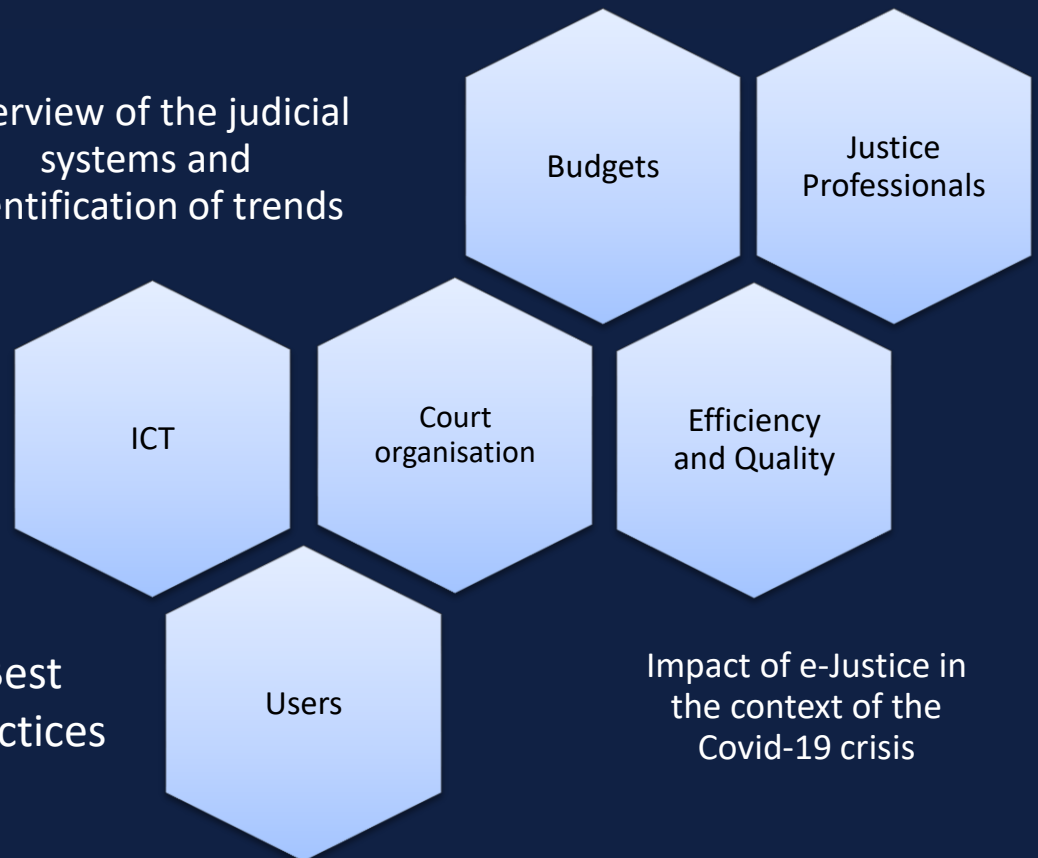 erview of the judicial
systems and
entification of trends
Budgets
Justice
Professionals
ICT
Court
organisation
Efficiency
and Quality
est
ctices
Users
Impact of e-Justice in
the context of the
Covid-19 crisis